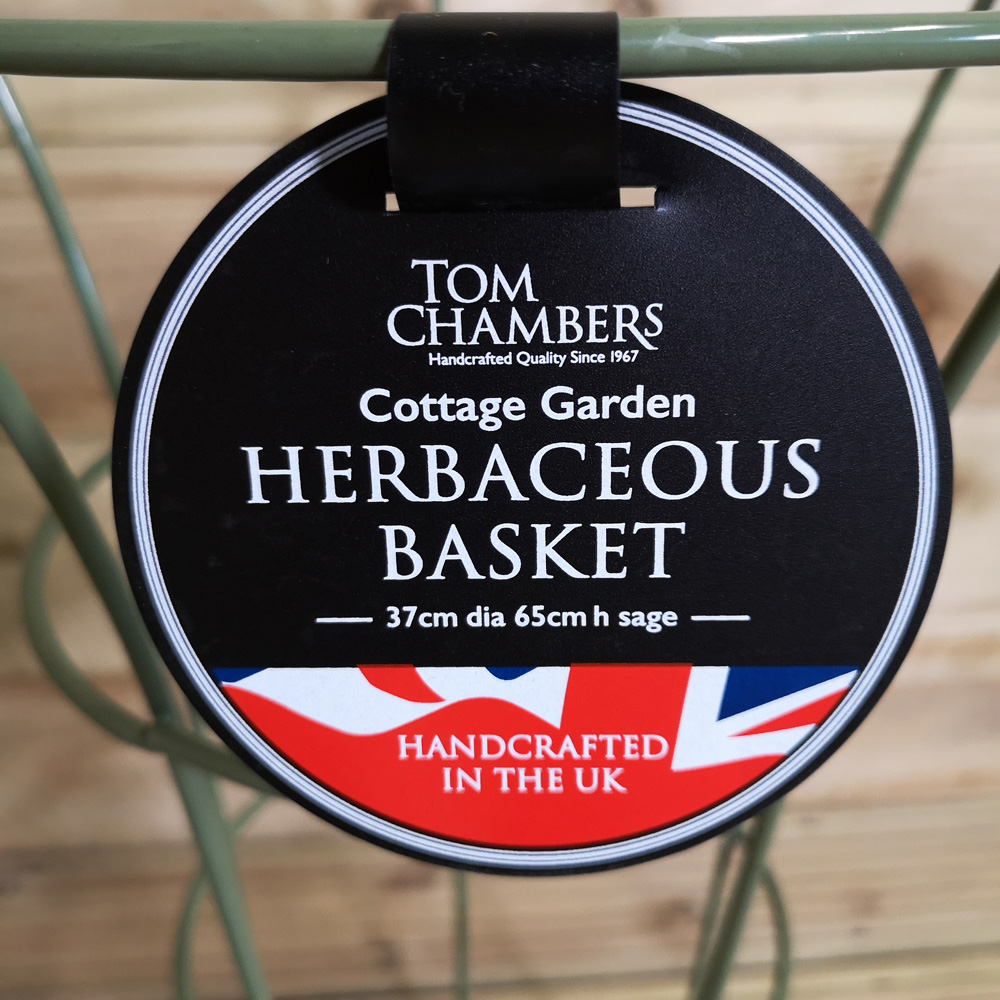 TOM
CHAMBERS
Handcrafted Quality Since 1967
Cottage Garden
HERBACEOUS
BASKET
37cm dia 65cm h sage
HANDCRAFTED
IN THE UK